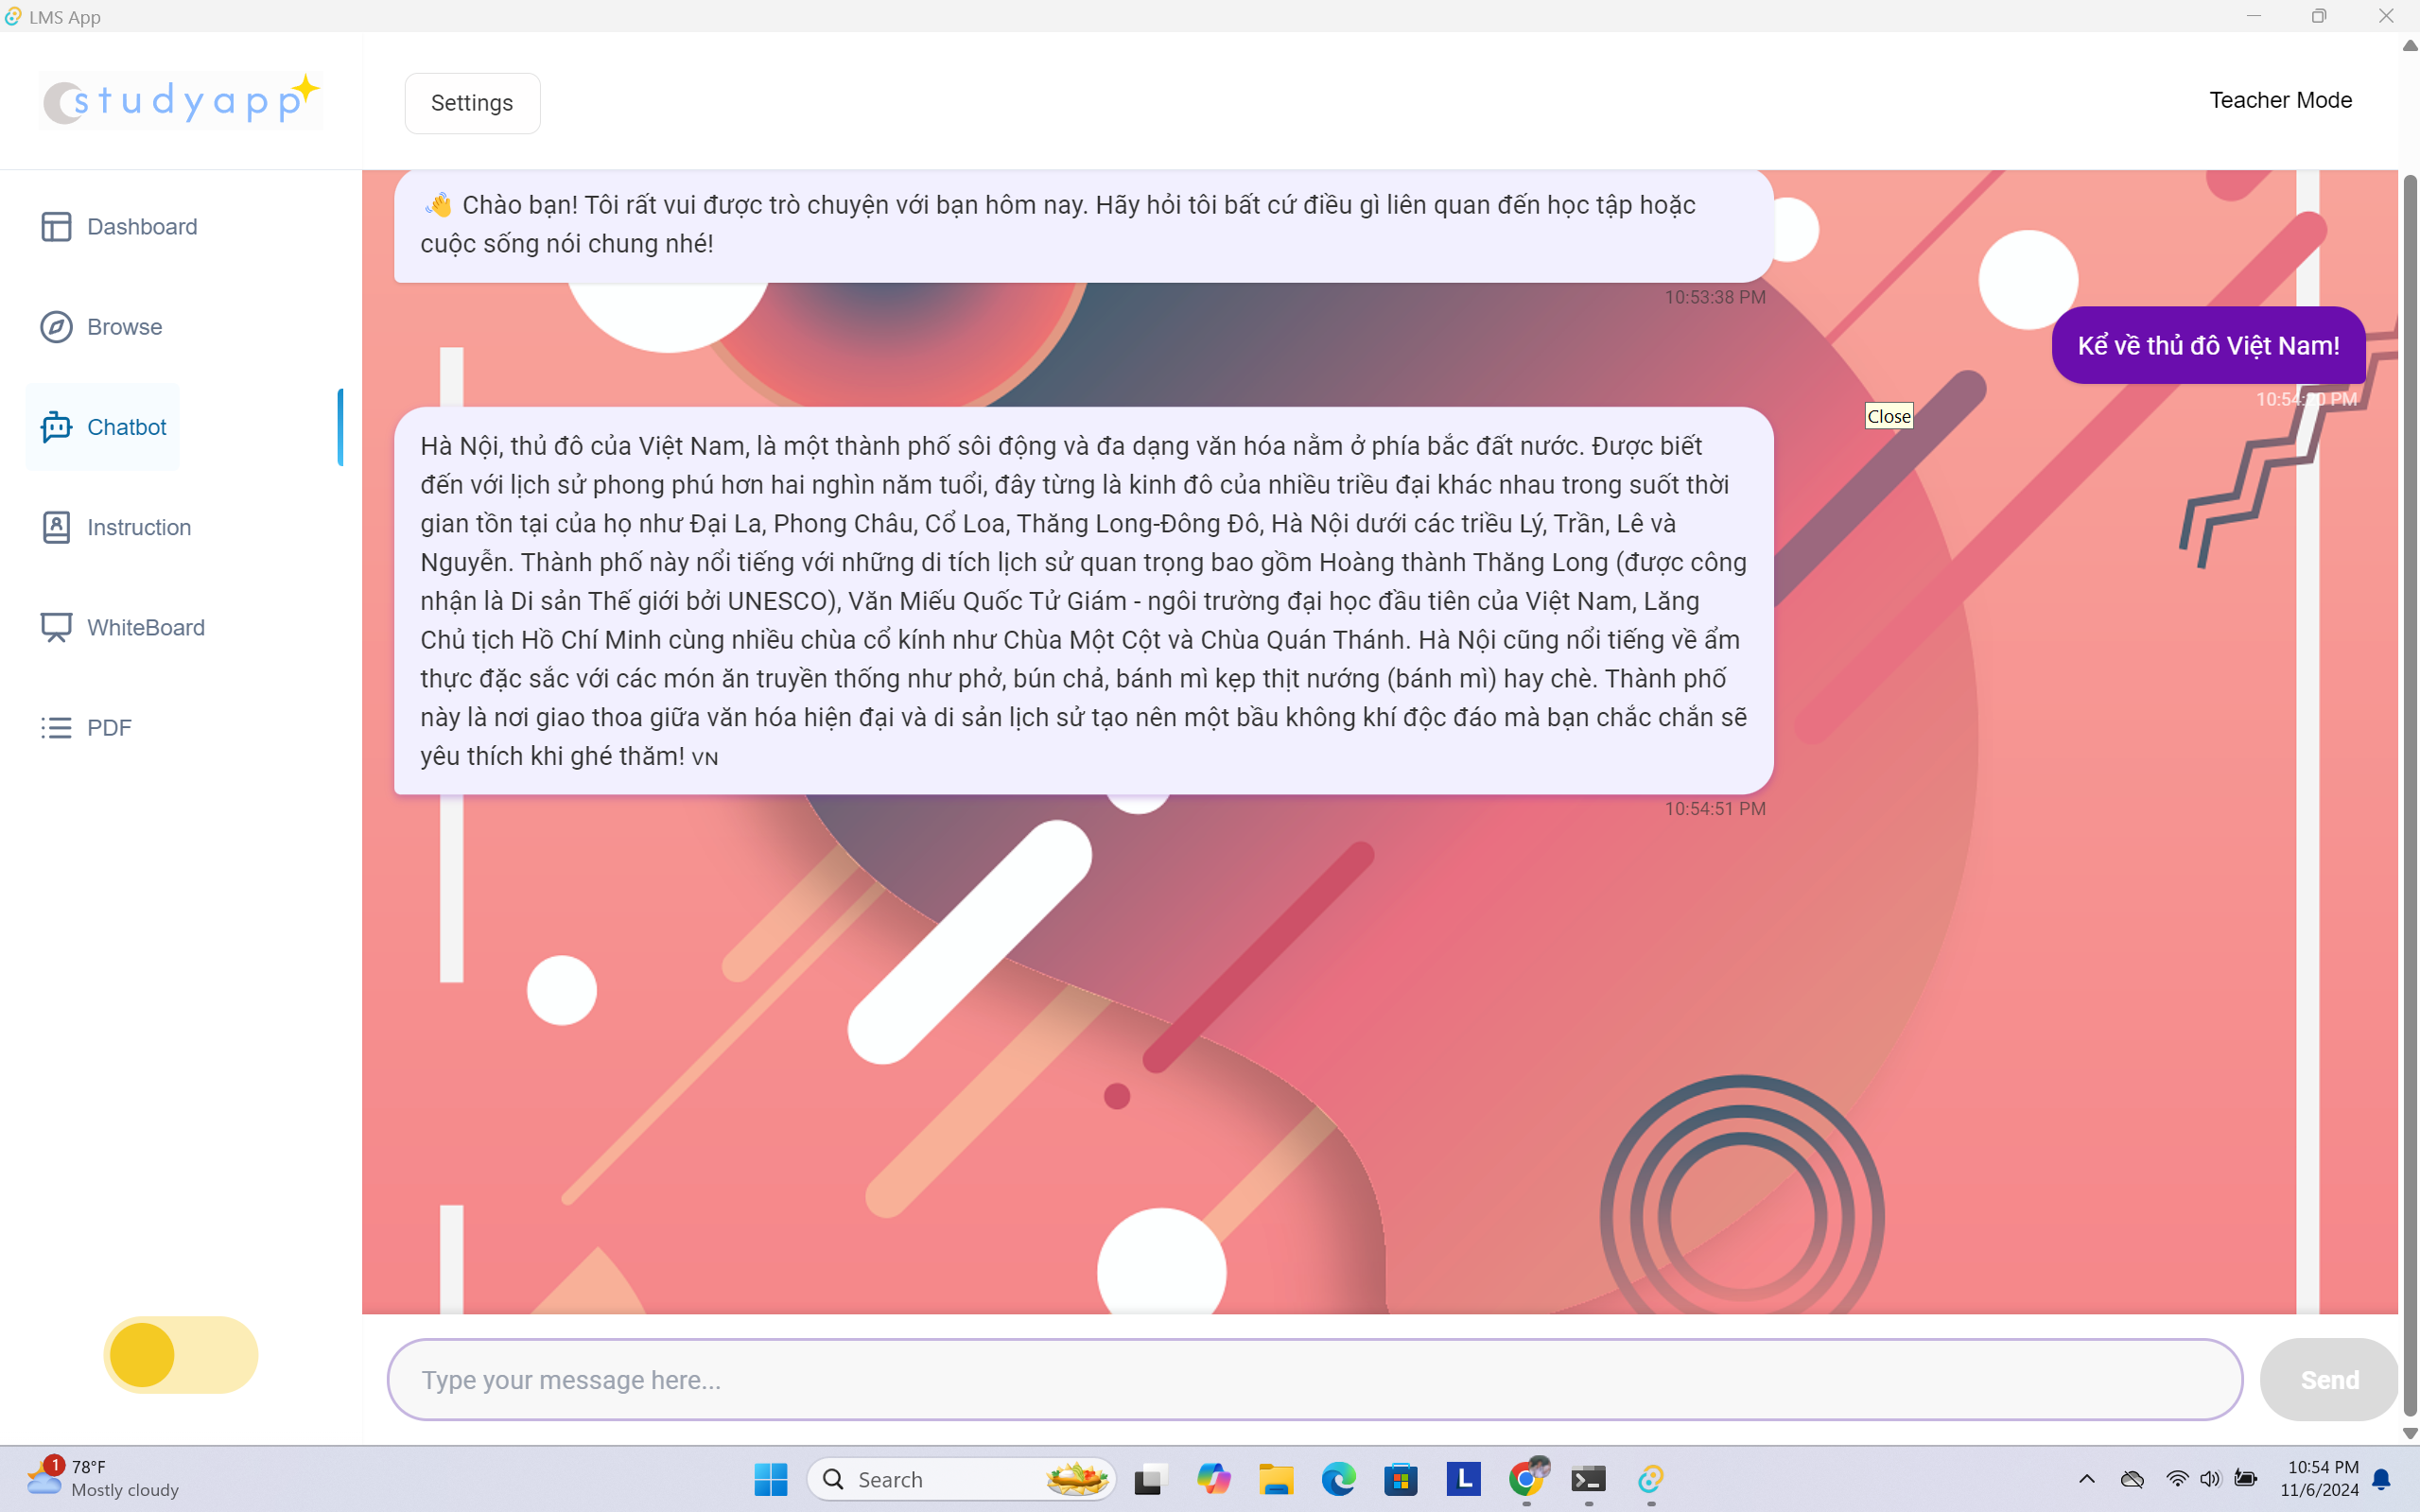 LMS App
studyapp
Settings
Teacher Mode
Dashboard
Browse
Chatbot
Instruction
WhiteBoard
PDF
👋 Chào bạn! Tôi rất vui được trò chuyện với bạn hôm nay. Hãy hỏi tôi bất cứ điều gì liên quan đến học tập hoặc
cuộc sống nói chung nhé!
10:53:38 PM
Kể về thủ đô Việt Nam!
10:54:20 PM
Close
Hà Nội, thủ đô của Việt Nam, là một thành phố sôi động và đa dạng văn hóa nằm ở phía bắc đất nước. Được biết
đến với lịch sử phong phú hơn hai nghìn năm tuổi, đây từng là kinh đô của nhiều triều đại khác nhau trong suốt thời
gian tồn tại của họ như Đại La, Phong Châu, Cổ Loa, Thăng Long-Đông Đô, Hà Nội dưới các triều Lý, Trần, Lê và
Nguyễn. Thành phố này nổi tiếng với những di tích lịch sử quan trọng bao gồm Hoàng thành Thăng Long (được công
nhận là Di sản Thế giới bởi UNESCO), Văn Miếu Quốc Tử Giám - ngôi trường đại học đầu tiên của Việt Nam, Lăng
Chủ tịch Hồ Chí Minh cùng nhiều chùa cổ kính như Chùa Một Cột và Chùa Quán Thánh. Hà Nội cũng nổi tiếng về ẩm
thực đặc sắc với các món ăn truyền thống như phở, bún chả, bánh mì kẹp thịt nướng (bánh mì) hay chè. Thành phố
này là nơi giao thoa giữa văn hóa hiện đại và di sản lịch sử tạo nên một bầu không khí độc đáo mà bạn chắc chắn sẽ
yêu thích khi ghé thăm! VN
10:54:51 PM
Type your message here...
Send
1
78°F
Mostly cloudy
Search
L
10:54 PM
11/6/2024